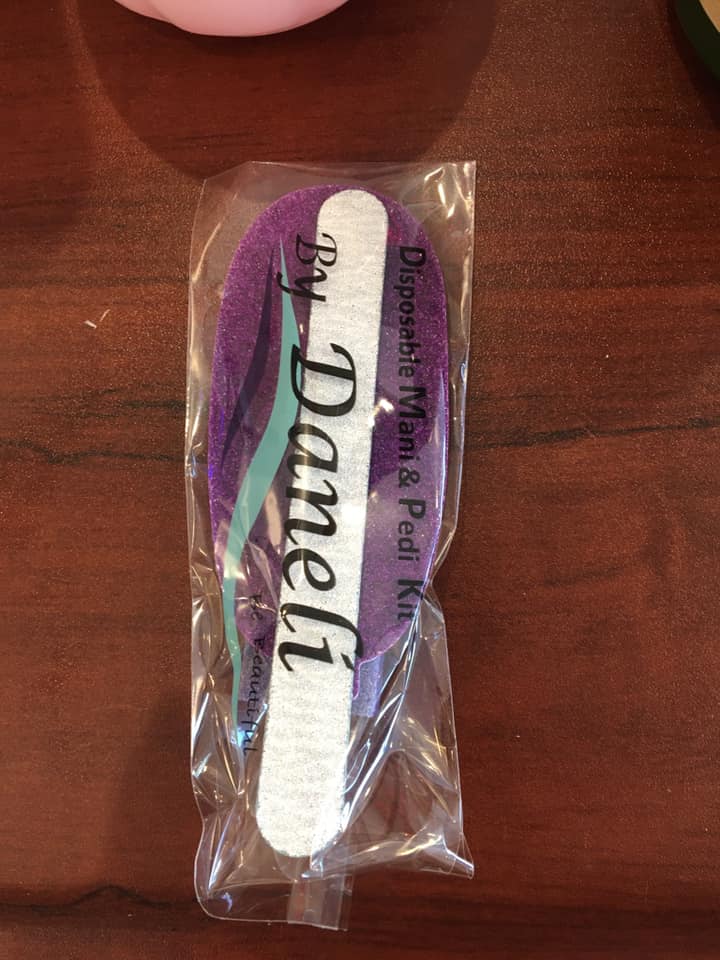 Disposable Mani & Pedi Kit
By Daneli
Be Beautiful